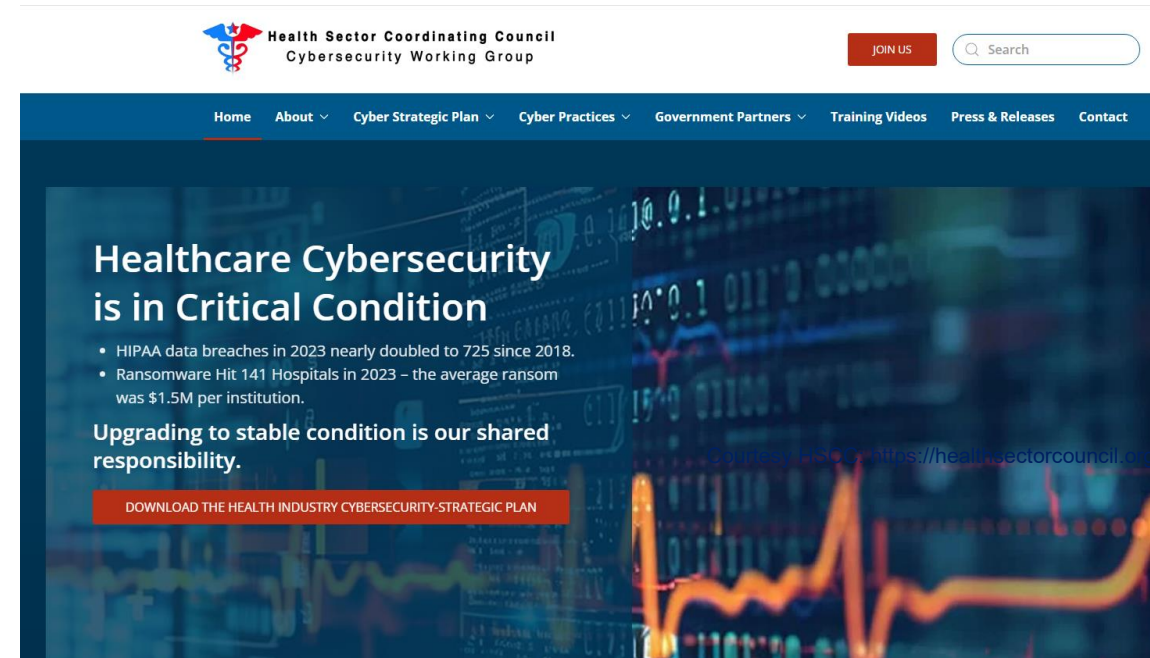 Health Sector Coordinating Council
Cybersecurity Working Group
JOIN US
Search
Home About Cyber Strategic Plan Cyber Practices Government Partners Training Videos Press & Releases Contact
Healthcare Cybersecurity
is in Critical Condition
• HIPAA data breaches in 2023 nearly doubled to 725 since 2018.
• Ransomware Hit 141 Hospitals in 2023 – the average ransom
was $1.5M per institution.
Upgrading to stable condition is our shared
responsibility.
Courtesy HSCC: https://healthsectorcouncil.or
DOWNLOAD THE HEALTH INDUSTRY CYBERSECURITY-STRATEGIC PLAN